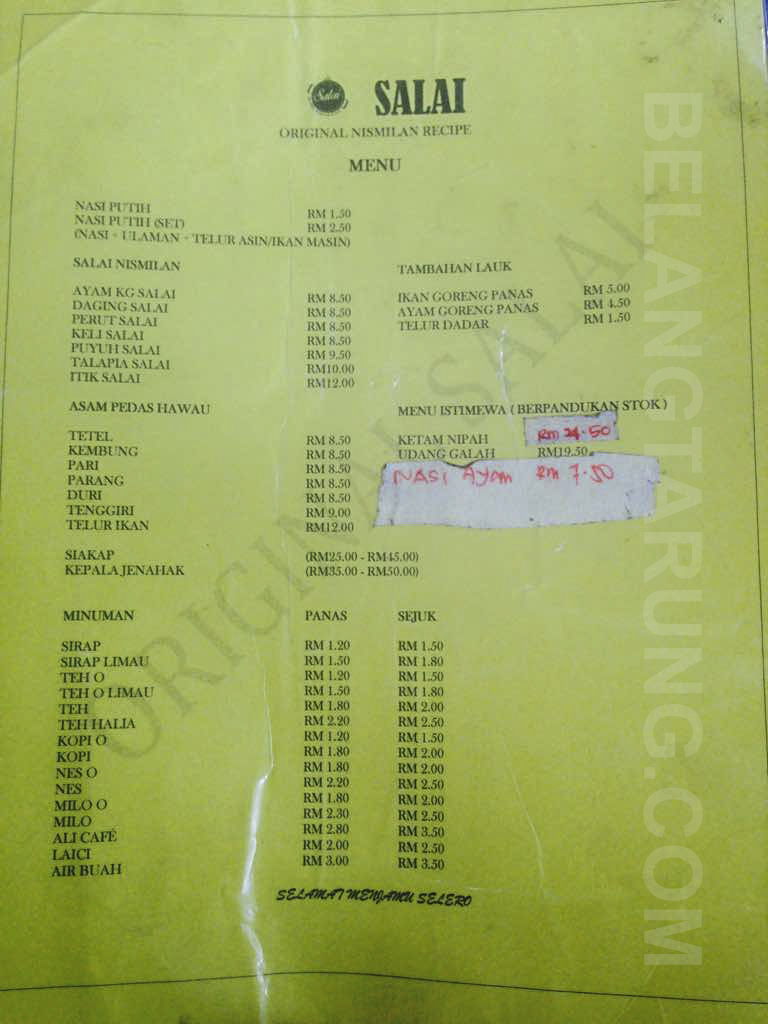 Salai SALAI
ORIGINAL NISMILAN RECIPE
MENU
NASI PUTIH RM 1.50
NASI PUTIH (SET) RM 2.50
(NASI + ULAMAN + TELUR ASIN/IKAN MASIN)
SALAI NISMILAN
AYAM KG SALAI RM 8.50
DAGING SALAI RM 8.50
PERUT SALAI RM 8.50
KELI SALAI RM 8.50
PUYUH SALAI RM 9.50
TALAPIA SALAI RM10.00
ITIK SALAI RM12.00
TAMBAHAN LAUK
IKAN GORENG PANAS RM 5.00
AYAM GORENG PANAS RM 4.50
TELUR DADAR RM 1.50
ASAM PEDAS HAWAU
TETEL RM 8.50
KEMBUNG RM 8.50
PARI RM 8.50
PARANG RM 8.50
DURI RM 8.50
TENGGIRI RM 9.00
TELUR IKAN RM12.00
SIAKAP (RM25.00 - RM45.00)
KEPALA JENAHAK (RM35.00 - RM50.00)
MENU ISTIMEWA ( BERPANDUKAN STOK )
KETAM NIPAH RM 24.50
UDANG GALAH RM19.50
NASI AYAM RM 7.50
MINUMAN PANAS SEJUK
SIRAP RM 1.20 RM 1.50
SIRAP LIMAU RM 1.50 RM 1.80
TEH O RM 1.20 RM 1.50
TEH O LIMAU RM 1.50 RM 1.80
TEH RM 1.80 RM 2.00
TEH HALIA RM 2.20 RM 2.50
KOPI O RM 1.20 RM 1.50
KOPI RM 1.80 RM 2.00
NES O RM 1.80 RM 2.00
NES RM 2.20 RM 2.50
MILO O RM 1.80 RM 2.00
MILO RM 2.30 RM 2.50
ALI CAFÉ RM 2.80 RM 3.50
LAICI RM 2.00 RM 2.50
AIR BUAH RM 3.00 RM 3.50
SELAMAT MENJAMU SELERO
ORIGINAL SALAI
BELANGTARUNG.COM